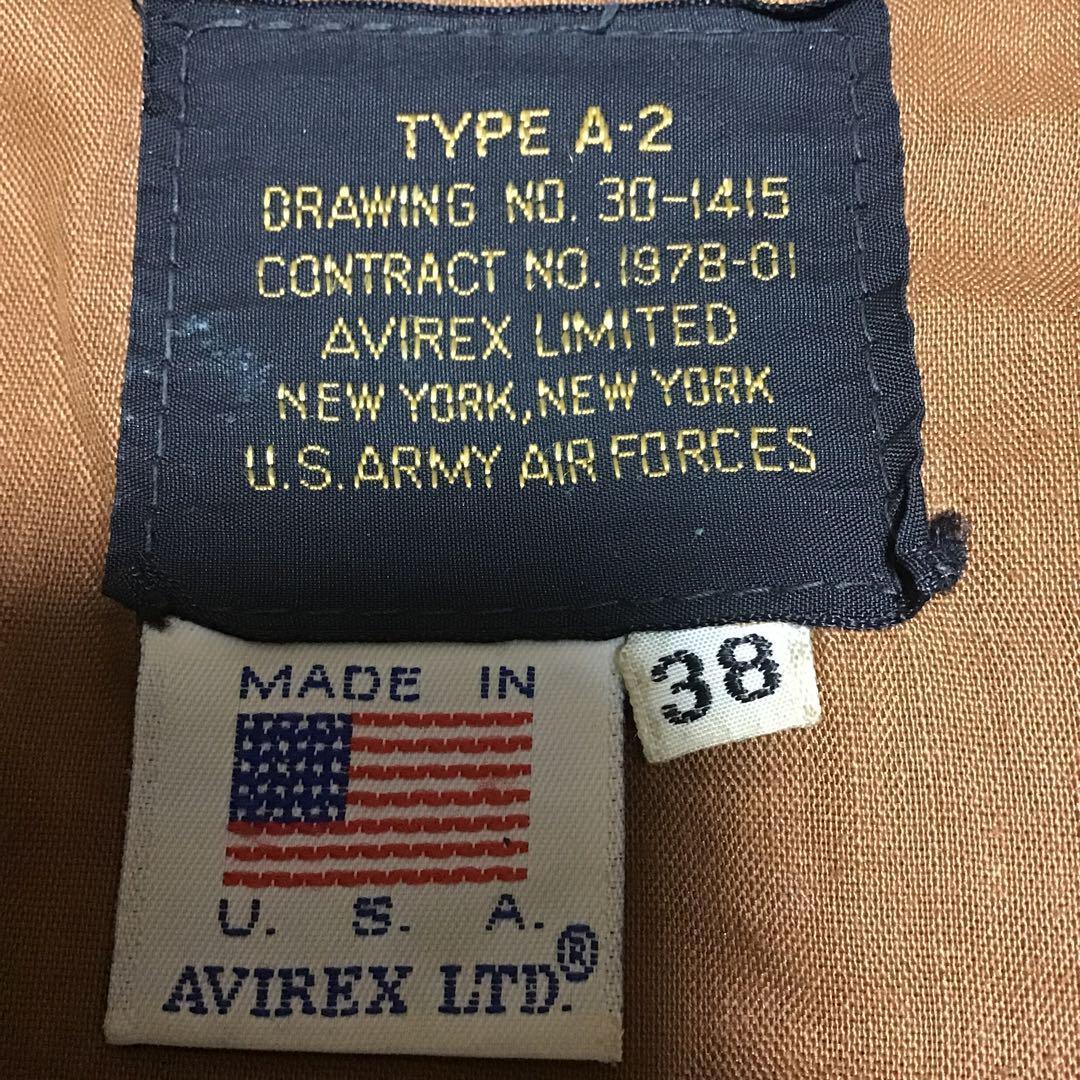 TYPE A-2
DRAWING NO. 30-1415
CONTRACT NO. 1978-01
AVIREX LIMITED
NEW YORK, NEW YORK
U.S. ARMY AIR FORCES
38
MADE IN
U. S. A.
AVIREX LTD.®